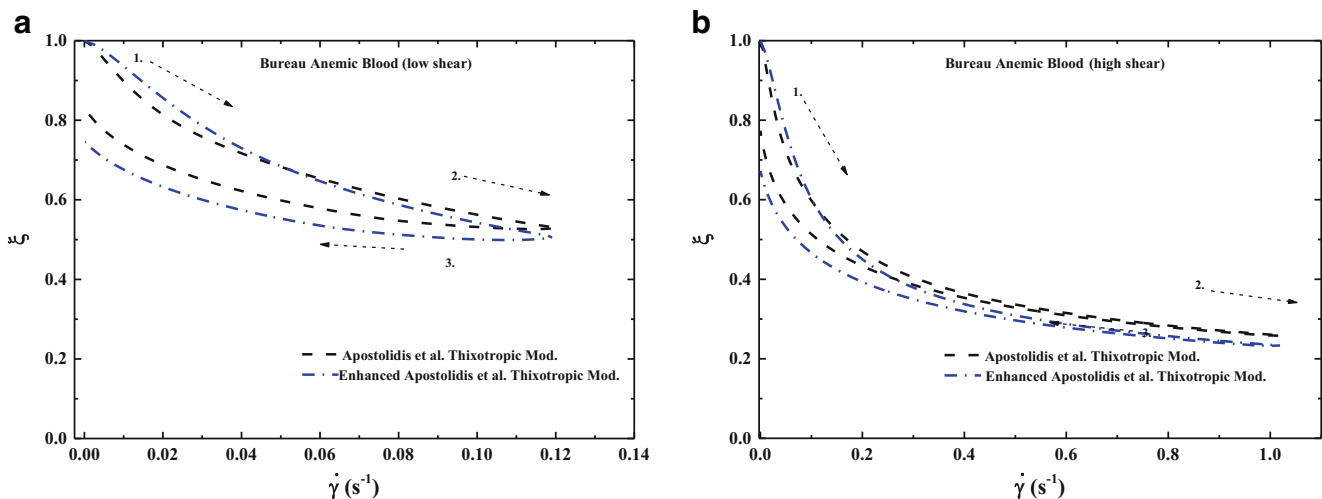 a
Bureau Anemic Blood (low shear)
1.
2.
3.
1.0
0.8
0.6
0.4
0.2
0.0
ξ
Apostolidis et al. Thixotropic Mod.
Enhanced Apostolidis et al. Thixotropic Mod.
0.00 0.02 0.04 0.06 0.08 0.10 0.12 0.14
γ̇ (s⁻¹)
b
Bureau Anemic Blood (high shear)
1.
2.
3.
1.0
0.8
0.6
0.4
0.2
0.0
ξ
Apostolidis et al. Thixotropic Mod.
Enhanced Apostolidis et al. Thixotropic Mod.
0.0 0.2 0.4 0.6 0.8 1.0
γ̇ (s⁻¹)